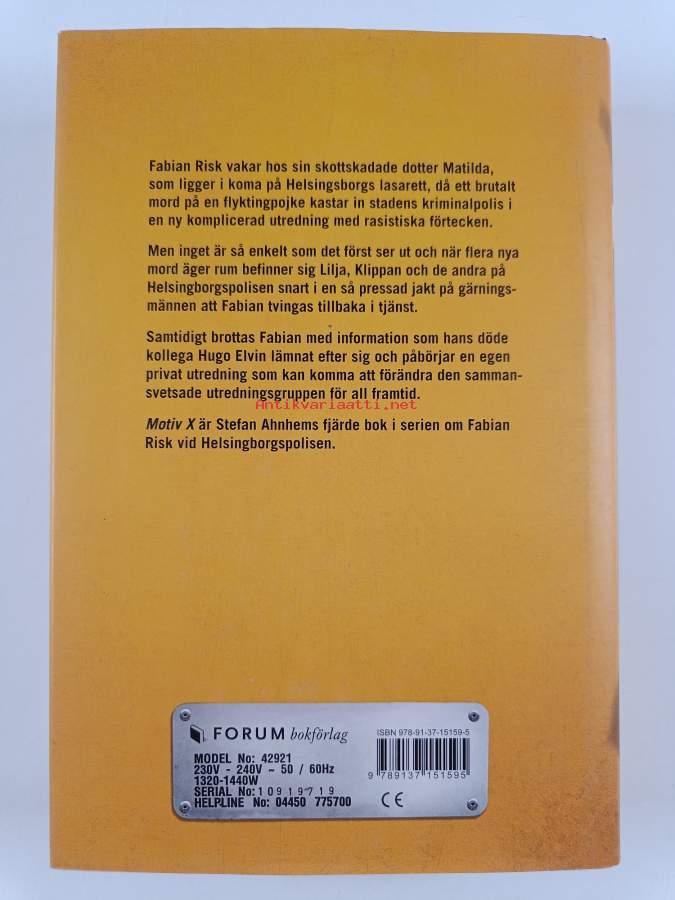 Fabian Risk vakar hos sin skottskadade dotter Matilda,
som ligger i koma på Helsingsborgs lasarett, då ett brutalt
mord på en flyktingpojke kastar in stadens kriminalpolis i
en ny komplicerad utredning med rasistiska förtecken.
Men inget är så enkelt som det först ser ut och när flera nya
mord äger rum befinner sig Lilja, Klippan och de andra på
Helsingborgspolisen snart i en så pressad jakt på gärnings-
männen att Fabian tvingas tillbaka i tjänst.
Samtidigt brottas Fabian med information som hans döde
kollega Hugo Elvin lämnat efter sig och påbörjar en egen
privat utredning som kan komma att förändra den samman-
svetsade utredningsgruppen för all framtid.
Antikvariaatti.net
Motiv X är Stefan Ahnhems fjärde bok i serien om Fabian
Risk vid Helsingborgspolisen.
FORUM bokförlag
MODEL No: 42921
230V - 240V ~ 50 / 60Hz
1320-1440W
SERIAL No: 10919719
HELPLINE No: 04450 775700
ISBN 978-91-37-15159-5
9 789137 151595
CE